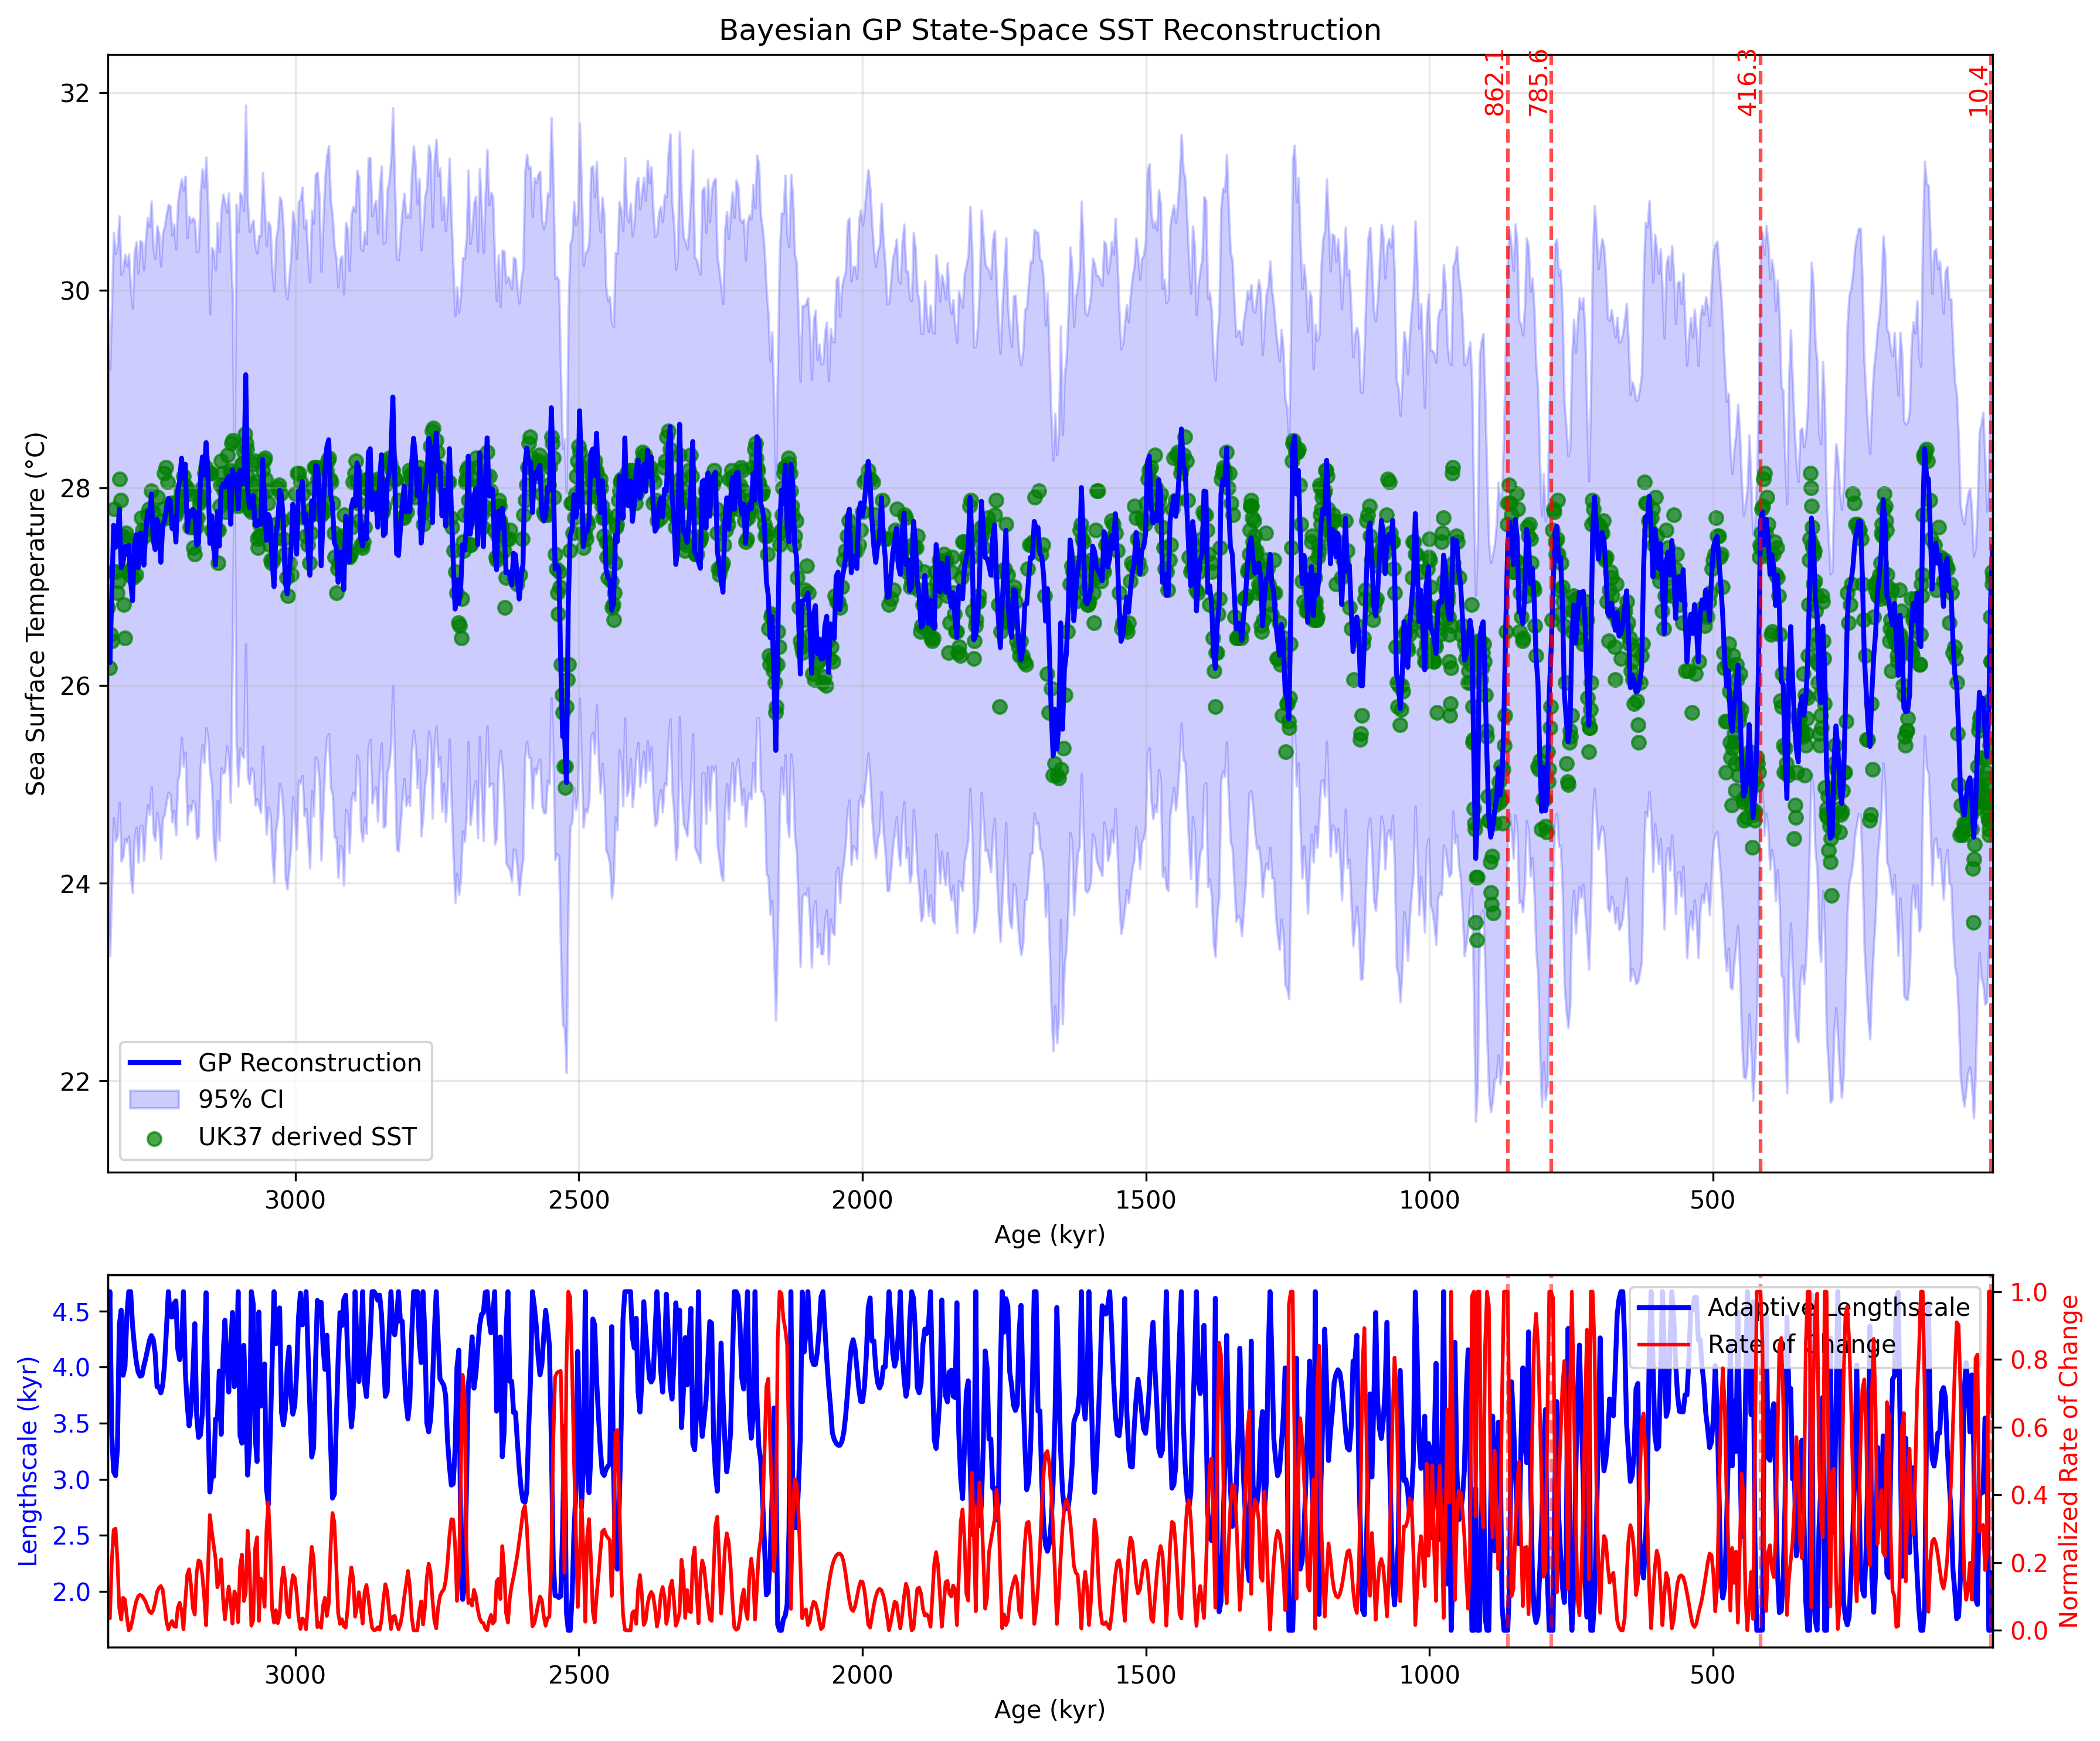 Bayesian GP State-Space SST Reconstruction
862.1
785.6
416.3
10.4
32
30
28
26
24
22
Sea Surface Temperature (°C)
GP Reconstruction
95% CI
UK37 derived SST
3000 2500 2000 1500 1000 500
Age (kyr)
Adaptive Lengthscale
Rate of Change
4.5
4.0
3.5
3.0
2.5
2.0
Lengthscale (kyr)
1.0
0.8
0.6
0.4
0.2
0.0
Normalized Rate of Change
3000 2500 2000 1500 1000 500
Age (kyr)